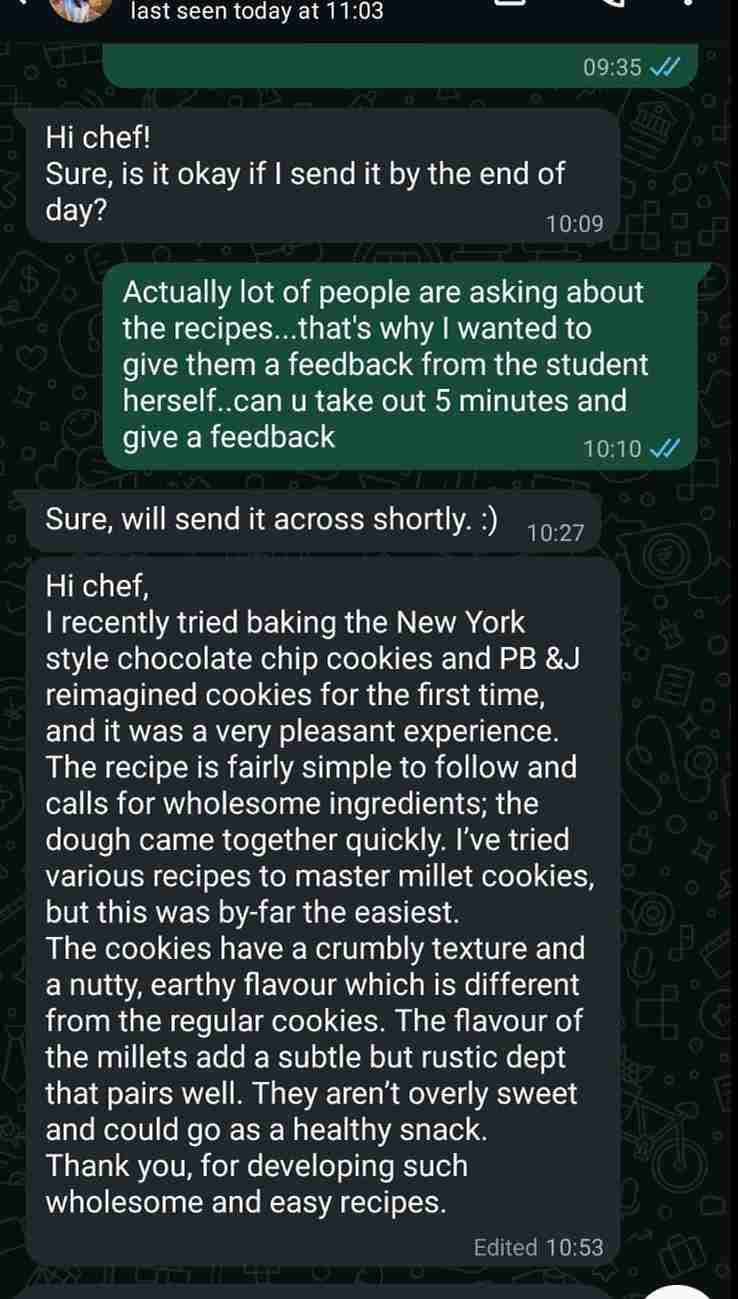 last seen today at 11:03
09:35
Hi chef!
Sure, is it okay if I send it by the end of
day?
10:09
Actually lot of people are asking about
the recipes...that's why I wanted to
give them a feedback from the student
herself..can u take out 5 minutes and
give a feedback
10:10
Sure, will send it across shortly. :)
10:27
Hi chef,
I recently tried baking the New York
style chocolate chip cookies and PB &J
reimagined cookies for the first time,
and it was a very pleasant experience.
The recipe is fairly simple to follow and
calls for wholesome ingredients; the
dough came together quickly. I’ve tried
various recipes to master millet cookies,
but this was by-far the easiest.
The cookies have a crumbly texture and
a nutty, earthy flavour which is different
from the regular cookies. The flavour of
the millets add a subtle but rustic dept
that pairs well. They aren’t overly sweet
and could go as a healthy snack.
Thank you, for developing such
wholesome and easy recipes.
Edited 10:53